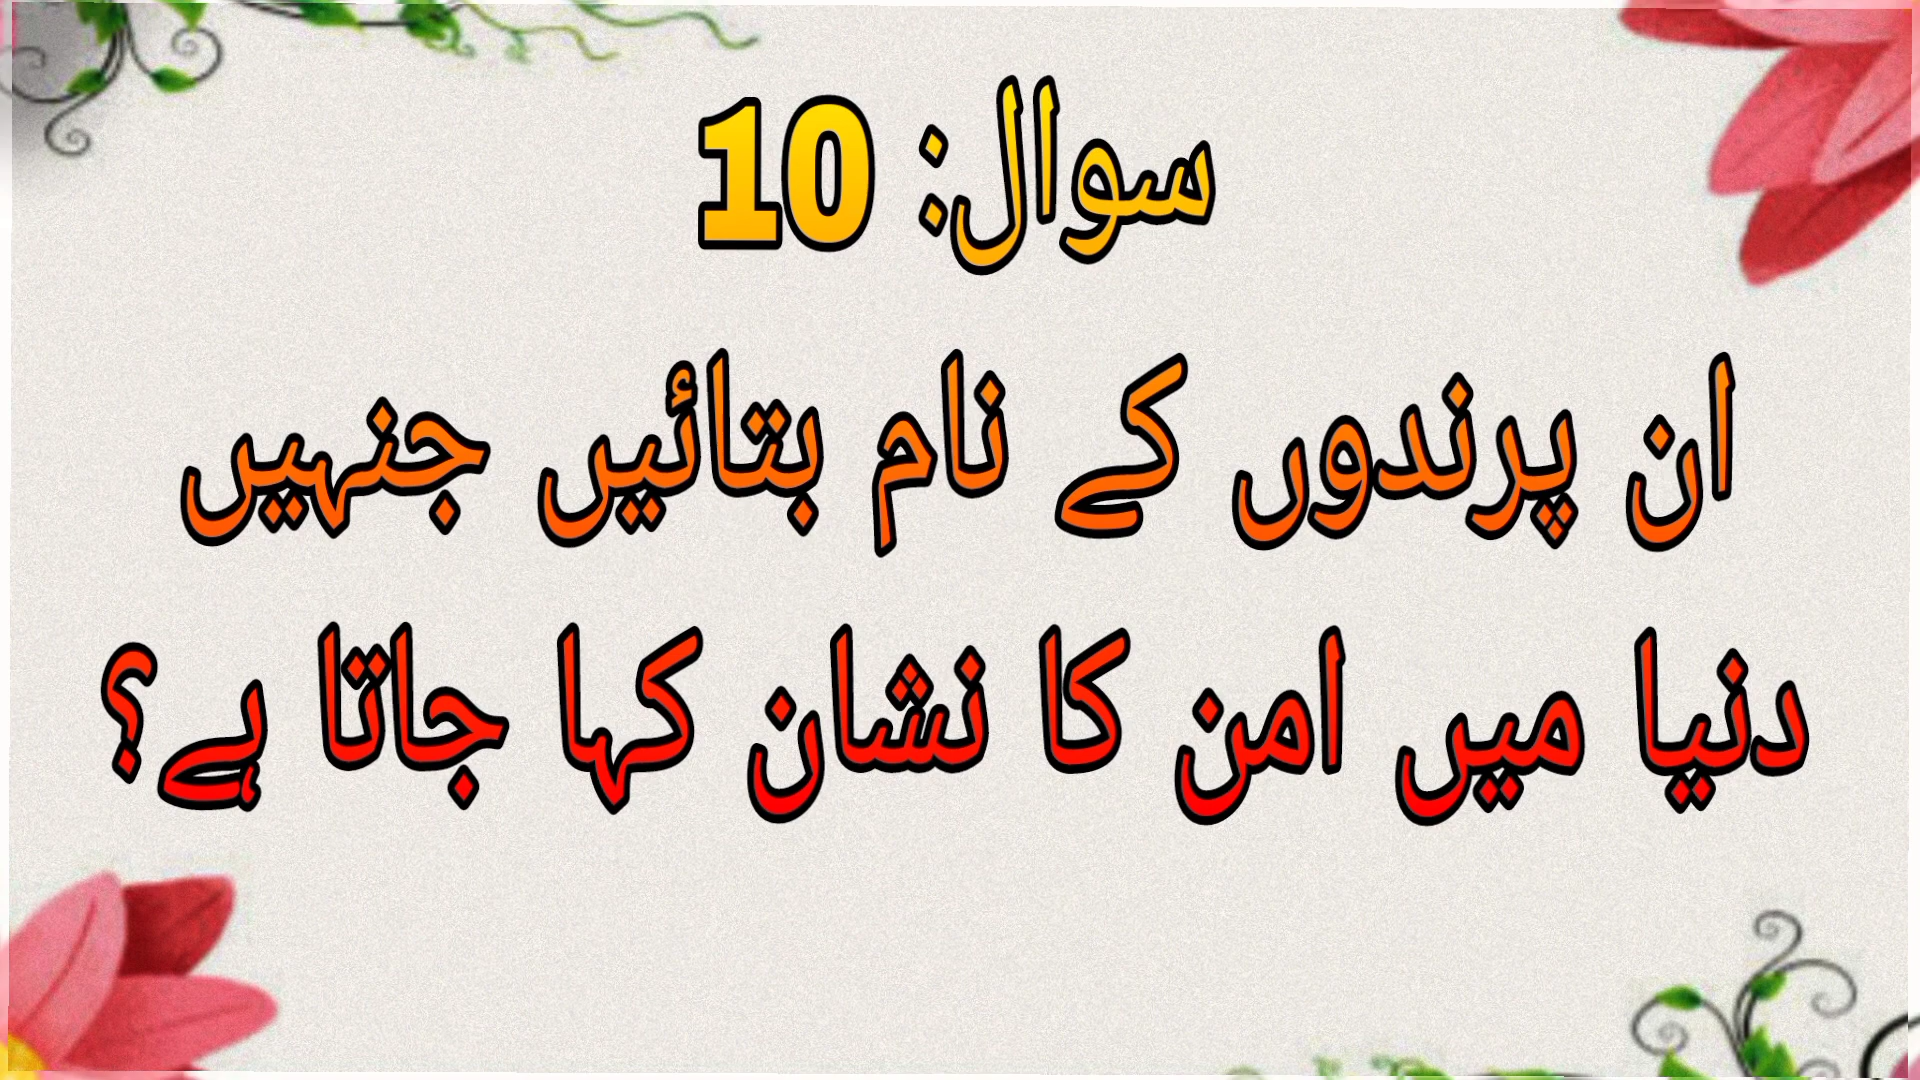 سوال: 10
ان پرندوں کے نام بتائیں جنہیں
دنیا میں امن کا نشان کہا جاتا ہے؟